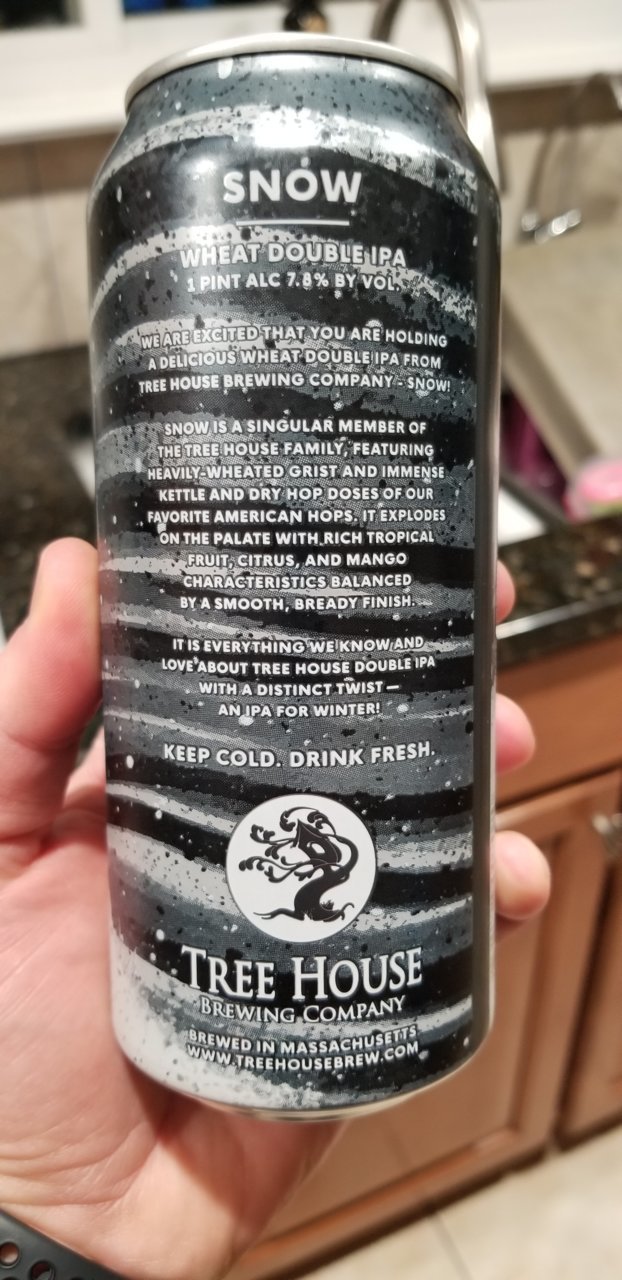 SNOW
WHEAT DOUBLE IPA
1 PINT ALC 7.8% BY VOL.
WE ARE EXCITED THAT YOU ARE HOLDING
A DELICIOUS WHEAT DOUBLE IPA FROM
TREE HOUSE BREWING COMPANY - SNOW!
SNOW IS A SINGULAR MEMBER OF
THE TREE HOUSE FAMILY, FEATURING
HEAVILY-WHEATED GRIST AND IMMENSE
KETTLE AND DRY HOP DOSES OF OUR
FAVORITE AMERICAN HOPS. IT EXPLODES
ON THE PALATE WITH RICH TROPICAL
FRUIT, CITRUS, AND MANGO
CHARACTERISTICS BALANCED
BY A SMOOTH, BREADY FINISH.
IT IS EVERYTHING WE KNOW AND
LOVE ABOUT TREE HOUSE DOUBLE IPA
WITH A DISTINCT TWIST —
AN IPA FOR WINTER!
KEEP COLD. DRINK FRESH.
TREE HOUSE
BREWING COMPANY
BREWED IN MASSACHUSETTS
WWW.TREEHOUSEBREW.COM